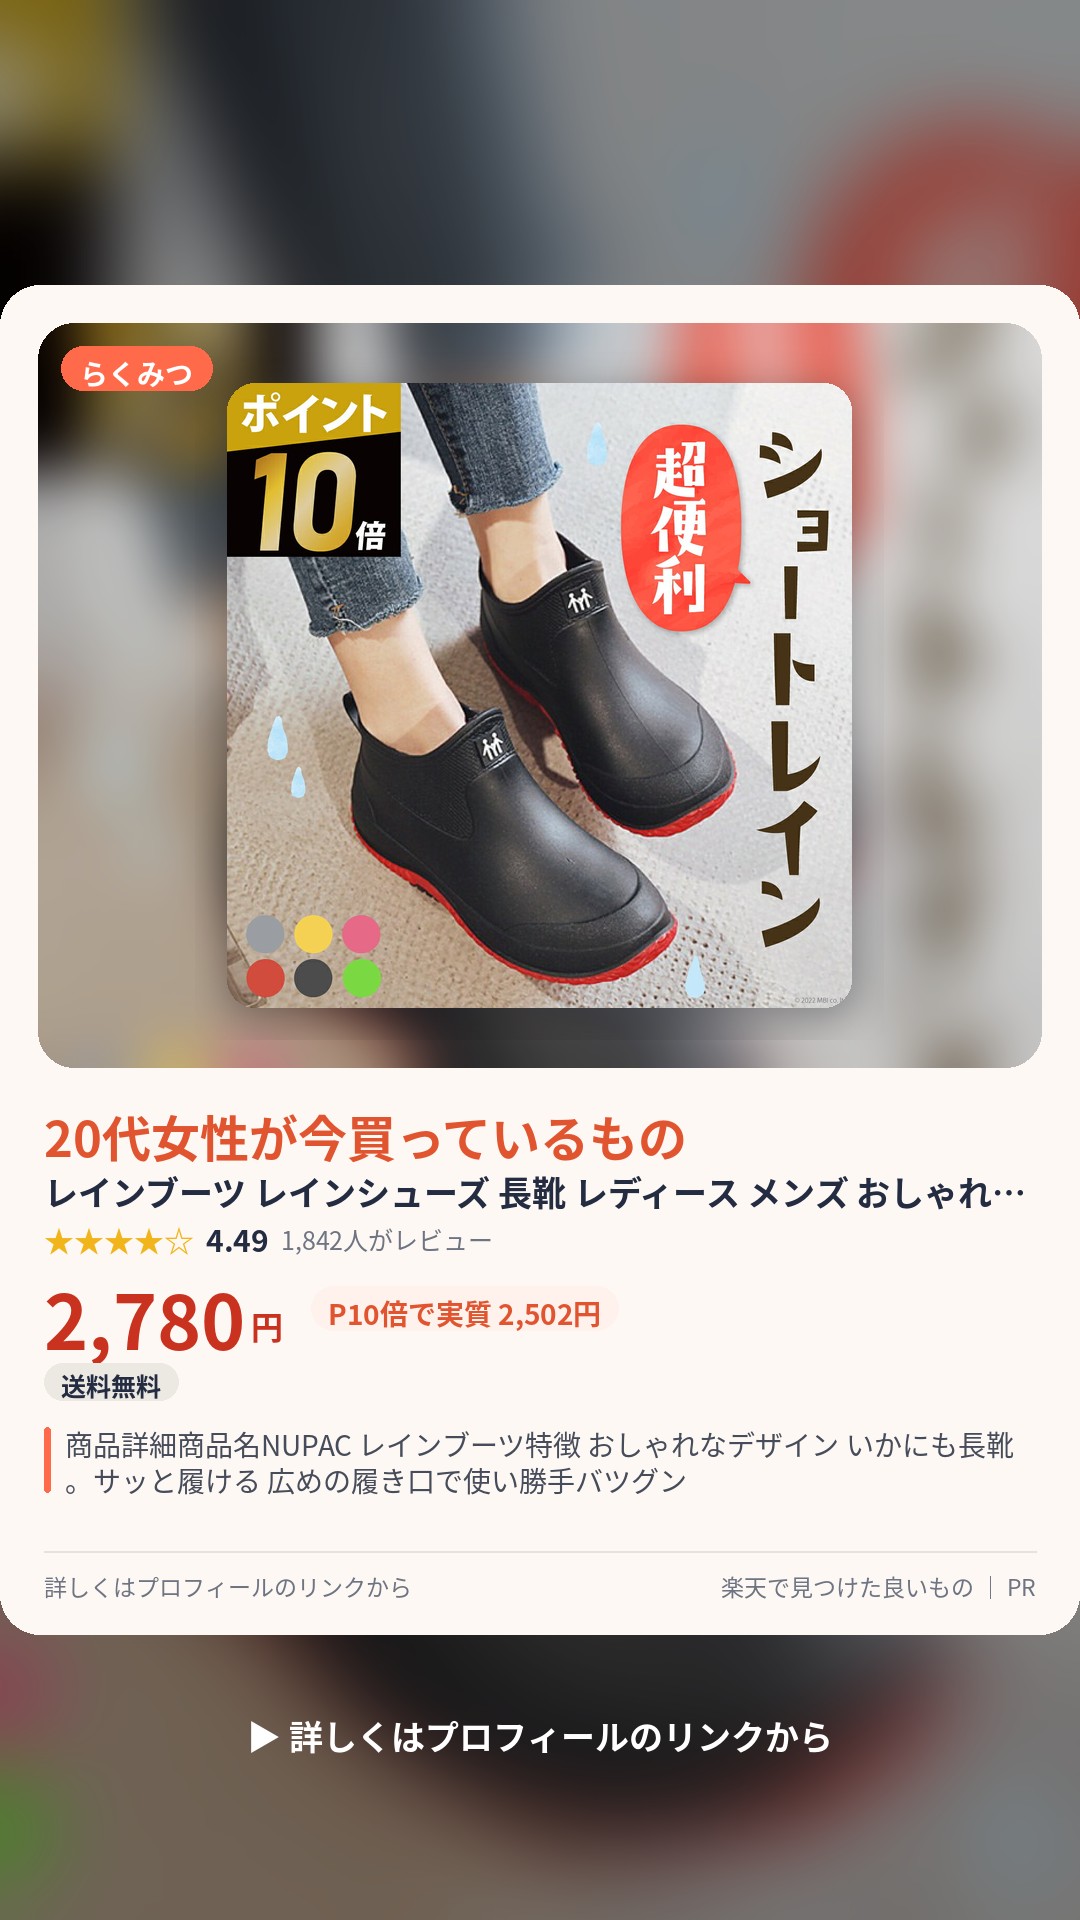 らくみつ
ポイント
10倍
超便利
ショートレイン
20代女性が今買っているもの
レインブーツ レインシューズ 長靴 レディース メンズ おしゃれ…
★★★★☆ 4.49 1,842人がレビュー
2,780円 P10倍で実質 2,502円
送料無料
商品詳細商品名NUPAC レインブーツ特徴 おしゃれなデザイン いかにも長靴
。サッと履ける 広めの履き口で使い勝手バツグン
詳しくはプロフィールのリンクから
楽天で見つけた良いもの｜PR
▶ 詳しくはプロフィールのリンクから